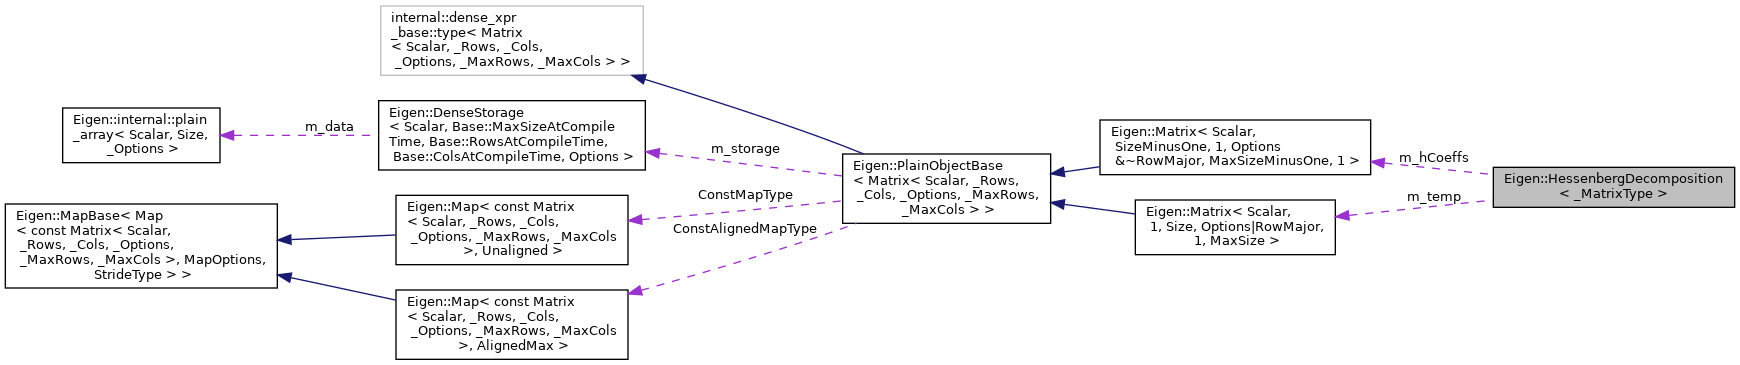 internal::dense_xpr
_base::type< Matrix
< Scalar, _Rows, _Cols,
_Options, _MaxRows, _MaxCols > >
Eigen::internal::plain
_array< Scalar, Size,
_Options >
m_data
Eigen::DenseStorage
< Scalar, Base::MaxSizeAtCompile
Time, Base::RowsAtCompileTime,
Base::ColsAtCompileTime, Options >
m_storage
Eigen::MapBase< Map
< const Matrix< Scalar,
_Rows, _Cols, _Options,
_MaxRows, _MaxCols >, MapOptions,
StrideType > >
Eigen::Map< const Matrix
< Scalar, _Rows, _Cols,
_Options, _MaxRows, _MaxCols
>, Unaligned >
ConstMapType
Eigen::Map< const Matrix
< Scalar, _Rows, _Cols,
_Options, _MaxRows, _MaxCols
>, AlignedMax >
ConstAlignedMapType
Eigen::PlainObjectBase
< Matrix< Scalar, _Rows,
_Cols, _Options, _MaxRows,
_MaxCols > >
Eigen::Matrix< Scalar,
SizeMinusOne, 1, Options
&~RowMajor, MaxSizeMinusOne, 1 >
m_hCoeffs
Eigen::Matrix< Scalar,
1, Size, Options|RowMajor,
1, MaxSize >
m_temp
Eigen::HessenbergDecomposition
< _MatrixType >